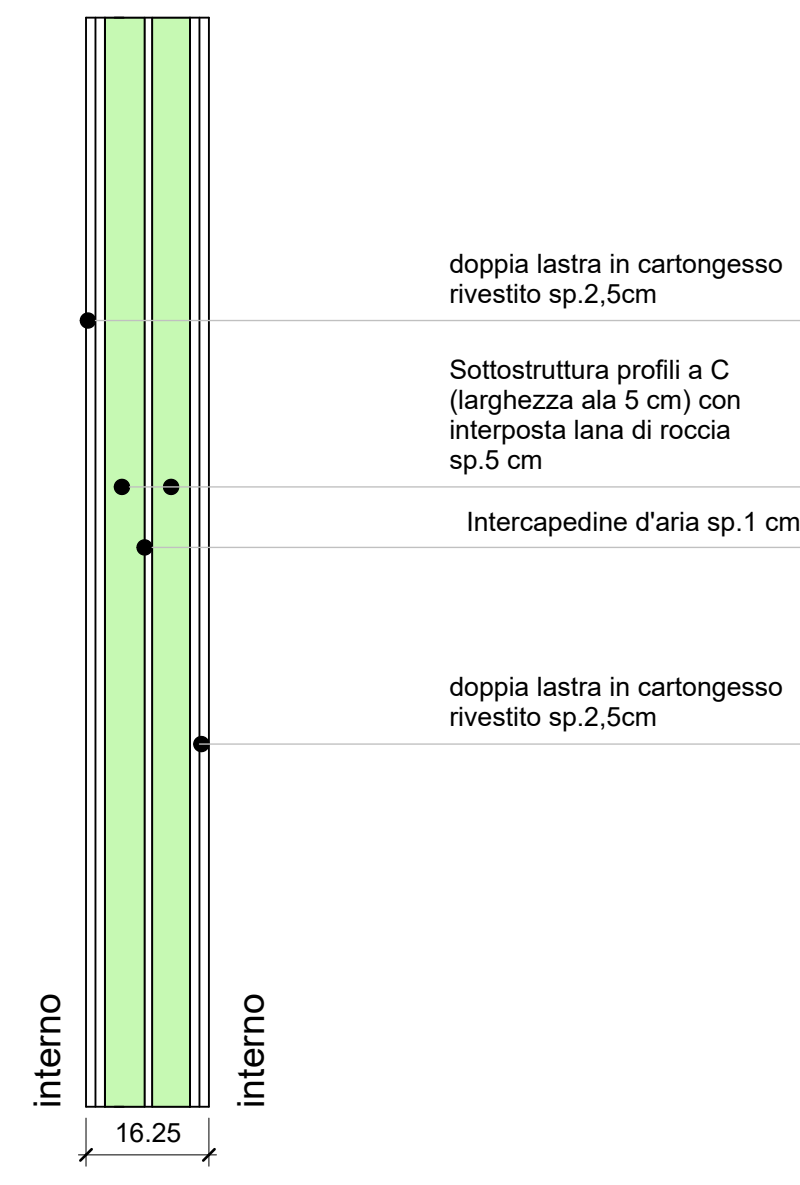 doppia lastra in cartongesso
rivestito sp.2,5cm
Sottostruttura profili a C
(larghezza ala 5 cm) con
interposta lana di roccia
sp.5 cm
Intercapedine d'aria sp.1 cm
doppia lastra in cartongesso
rivestito sp.2,5cm
interno
interno
16.25